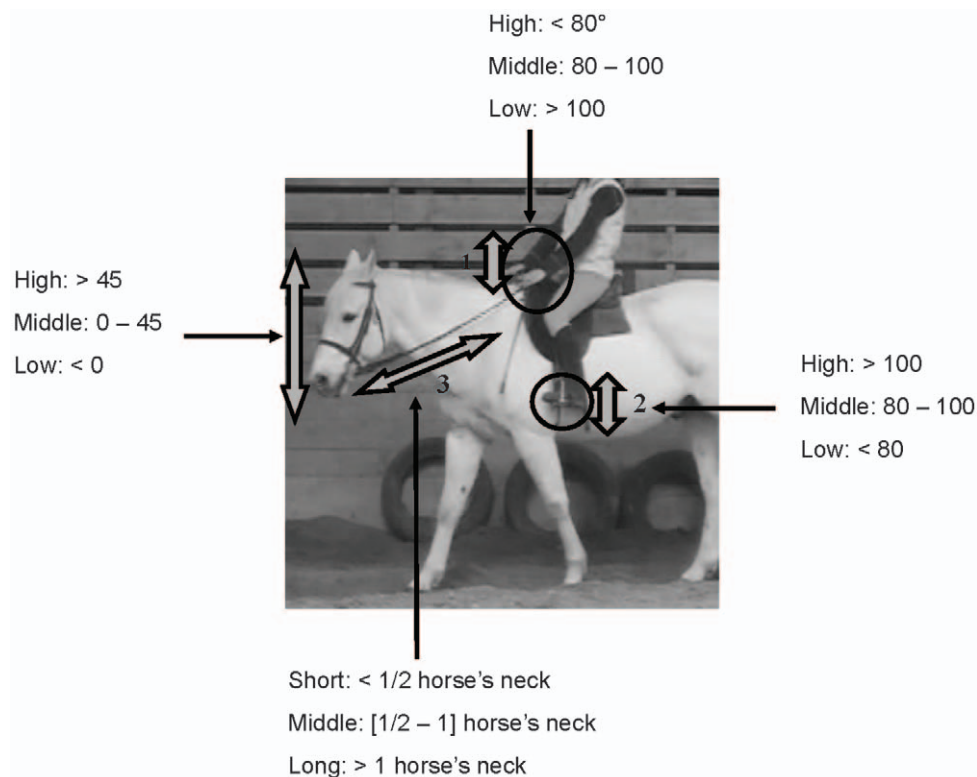 High: < 80°
Middle: 80 – 100
Low: > 100
1
High: > 45
Middle: 0 – 45
Low: < 0
3
2
High: > 100
Middle: 80 – 100
Low: < 80
Short: < 1/2 horse's neck
Middle: [1/2 – 1] horse's neck
Long: > 1 horse's neck